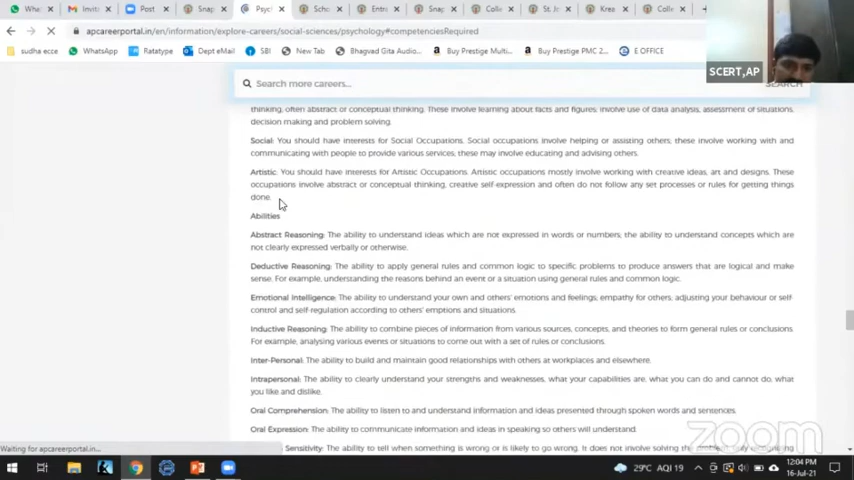 Wha
Invit
Post
Snap
Psycl
Scho
Entra
Snap
Colle
St. Jo
Krea
Colle
apcareerportal.in/en/information/explore-careers/social-sciences/psychology#competenciesRequired
sudha ecce
WhatsApp
Ratatype
Dept eMail
SBI
New Tab
Bhagvad Gita Audio...
Buy Prestige Multi...
Buy Prestige PMC 2...
E OFFICE
SCERT,AP
Search more careers...
SEARCH
thinking, often abstract or conceptual thinking. These involve learning about facts and figures; involve use of data analysis, assessment of situations,
decision making and problem solving.
Social: You should have interests for Social Occupations. Social occupations involve helping or assisting others; these involve working with and
communicating with people to provide various services; these may involve educating and advising others.
Artistic: You should have interests for Artistic Occupations. Artistic occupations mostly involve working with creative ideas, art and designs. These
occupations involve abstract or conceptual thinking, creative self-expression and often do not follow any set processes or rules for getting things
done.
Abilities
Abstract Reasoning: The ability to understand ideas which are not expressed in words or numbers; the ability to understand concepts which are
not clearly expressed verbally or otherwise.
Deductive Reasoning: The ability to apply general rules and common logic to specific problems to produce answers that are logical and make
sense. For example, understanding the reasons behind an event or a situation using general rules and common logic.
Emotional Intelligence: The ability to understand your own and others' emotions and feelings; empathy for others; adjusting your behaviour or self-
control and self-regulation according to others' emptions and situations.
Inductive Reasoning: The ability to combine pieces of information from various sources, concepts, and theories to form general rules or conclusions.
For example, analysing various events or situations to come out with a set of rules or conclusions.
Inter-Personal: The ability to build and maintain good relationships with others at workplaces and elsewhere.
Intrapersonal: The ability to clearly understand your strengths and weaknesses, what your capabilities are, what you can do and cannot do, what
you like and dislike.
Oral Comprehension: The ability to listen to and understand information and ideas presented through spoken words and sentences.
Oral Expression: The ability to communicate information and ideas in speaking so others will understand.
Sensitivity: The ability to tell when something is wrong or is likely to go wrong. It does not involve solving the
zoom
Waiting for apcareerportal.in...
29°C AQI 19
12:04 PM
16-Jul-21